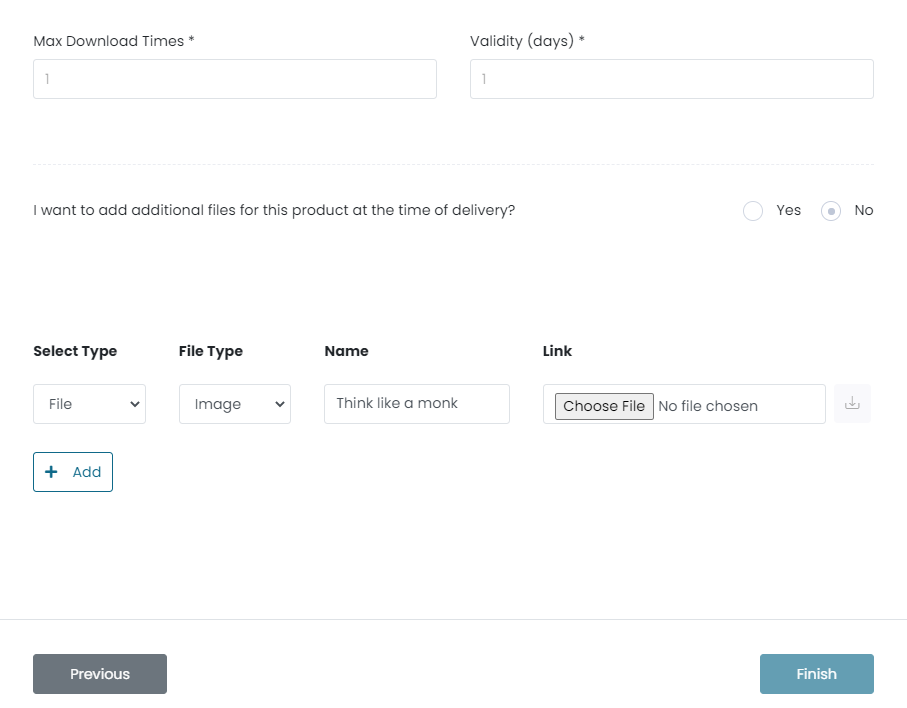 Max Download Times * Validity (days) *
1 1
I want to add additional files for this product at the time of delivery? Yes No
Select Type File Type Name Link
File Image Think like a monk Choose File No file chosen
+ Add
Previous Finish